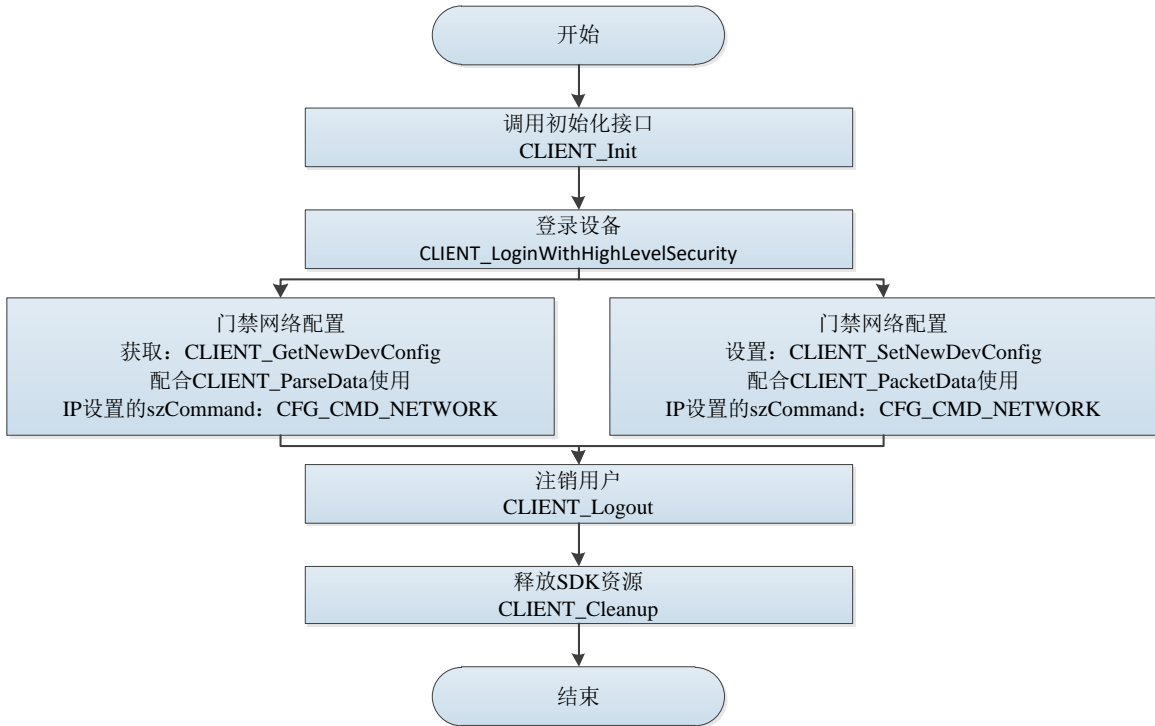 开始
调用初始化接口
CLIENT_Init
登录设备
CLIENT_LoginWithHighLevelSecurity
门禁网络配置
获取：CLIENT_GetNewDevConfig
配合CLIENT_ParseData使用
IP设置的szCommand：CFG_CMD_NETWORK
门禁网络配置
设置：CLIENT_SetNewDevConfig
配合CLIENT_PacketData使用
IP设置的szCommand：CFG_CMD_NETWORK
注销用户
CLIENT_Logout
释放SDK资源
CLIENT_Cleanup
结束